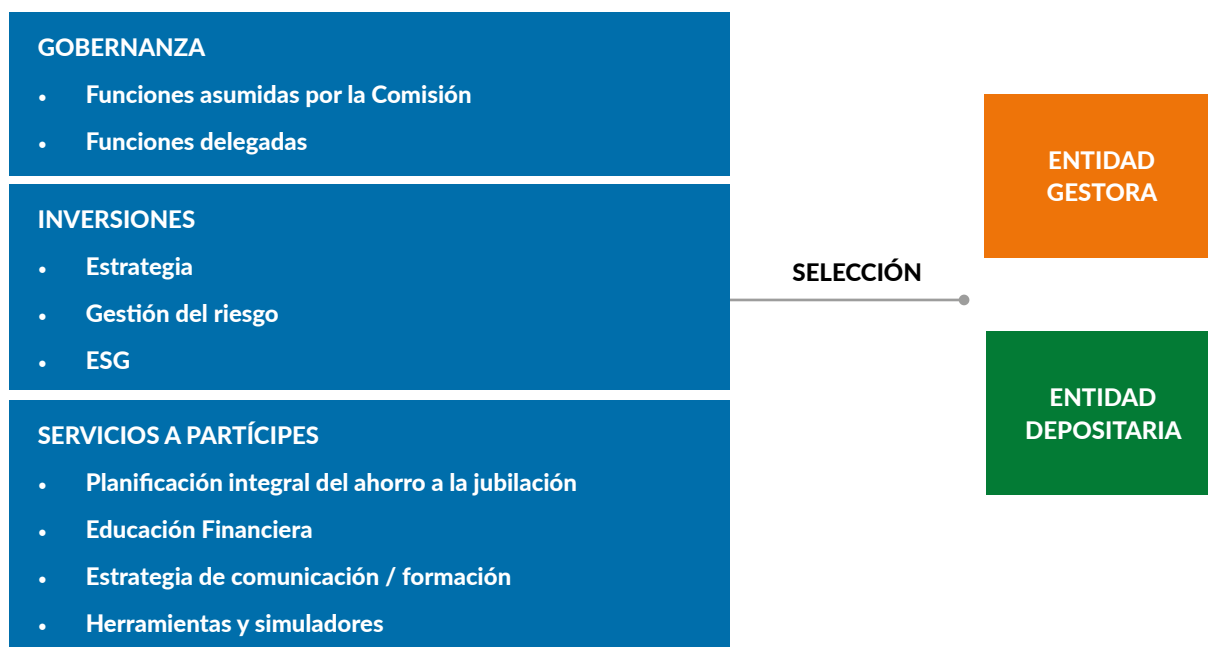 GOBERNANZA
• Funciones asumidas por la Comisión
• Funciones delegadas
INVERSIONES
• Estrategia
• Gestión del riesgo
• ESG
SERVICIOS A PARTÍCIPES
• Planificación integral del ahorro a la jubilación
• Educación Financiera
• Estrategia de comunicación / formación
• Herramientas y simuladores
SELECCIÓN
ENTIDAD
GESTORA
ENTIDAD
DEPOSITARIA